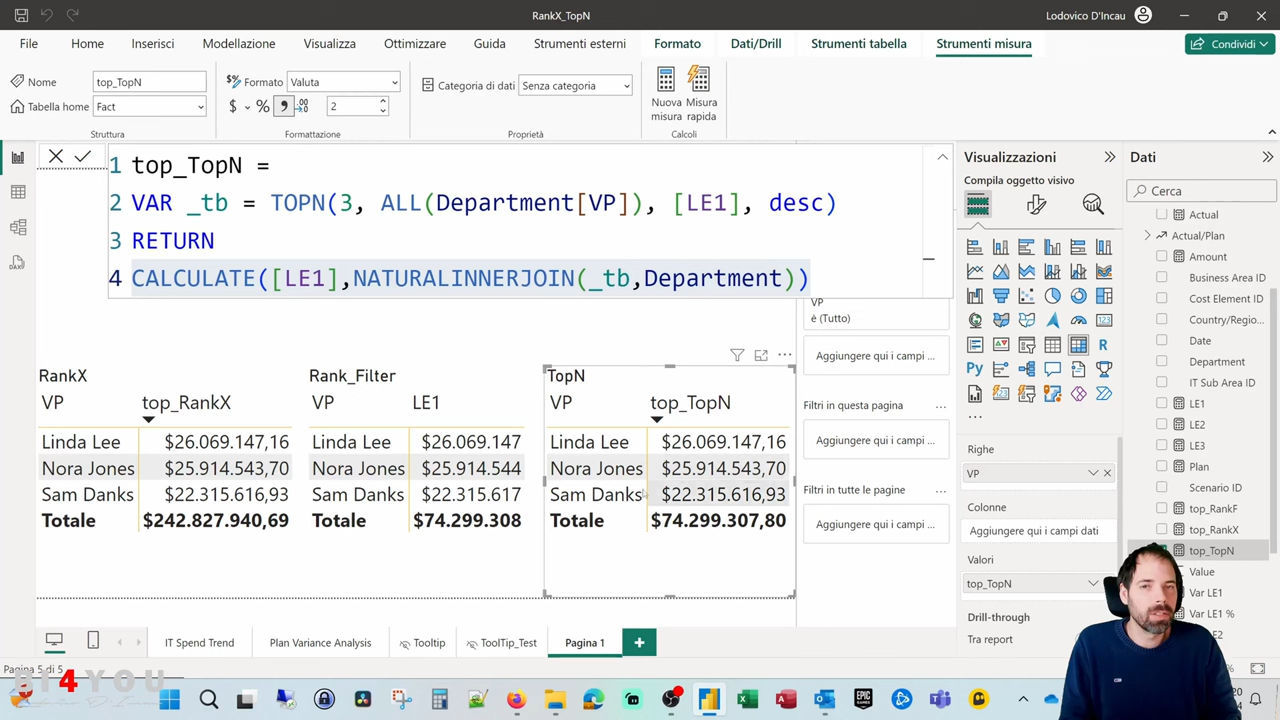 RankX_TopN
Lodovico D'Incau
File Home Inserisci Modellazione Visualizza Ottimizzare Guida Strumenti esterni Formato Dati/Drill Strumenti tabella Strumenti misura
Condividi
Nome top_TopN
Tabella home Fact
Struttura
Formato Valuta
$ % 2
Formattazione
Categoria di dati Senza categoria
Proprietà
Nuova misura
Misura rapida
Calcoli
1 top_TopN =
2 VAR _tb = TOPN(3, ALL(Department[VP]), [LE1], desc)
3 RETURN
4 CALCULATE([LE1],NATURALINNERJOIN(_tb,Department))
VP
è (Tutto)
Aggiungere qui i campi ...
Filtri in questa pagina ...
Aggiungere qui i campi ...
Filtri in tutte le pagine ...
Aggiungere qui i campi ...
RankX
VP top_RankX
Linda Lee $26.069.147,16
Nora Jones $25.914.543,70
Sam Danks $22.315.616,93
Totale $242.827.940,69
Rank_Filter
VP LE1
Linda Lee $26.069.147
Nora Jones $25.914.544
Sam Danks $22.315.617
Totale $74.299.308
TopN
VP top_TopN
Linda Lee $26.069.147,16
Nora Jones $25.914.543,70
Sam Danks $22.315.616,93
Totale $74.299.307,80
Visualizzazioni
Compila oggetto visivo
R
Py
...
Righe
VP
Colonne
Aggiungere qui i campi dati
Valori
top_TopN
Drill-through
Tra report
Dati
Cerca
Actual
Actual/Plan
Amount
Business Area ID
Cost Element ID
Country/Regio...
Date
Department
IT Sub Area ID
LE1
LE2
LE3
Plan
Scenario ID
top_RankF
top_RankX
top_TopN
Value
Var LE1
Var LE1 %
IT Spend Trend Plan Variance Analysis Tooltip ToolTip_Test Pagina 1 +
Pagina 5 di 5
BI4YOU
EPIC GAMES